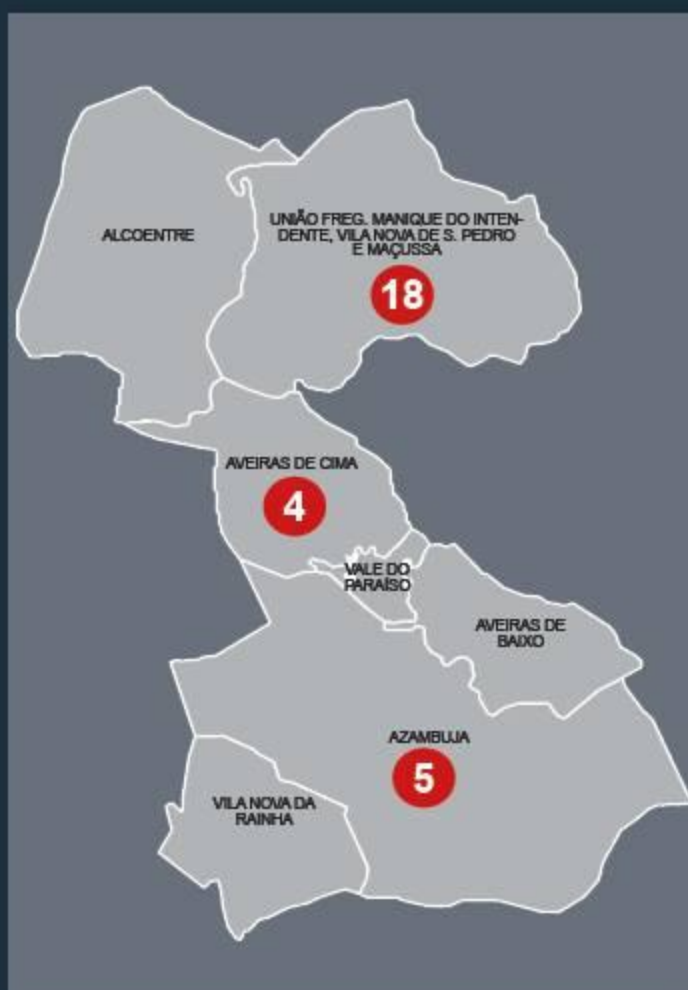 ALCOENTRE
UNIÃO FREG. MANIQUE DO INTEN-
DENTE, VILA NOVA DE S. PEDRO
E MAÇUSSA
18
AVEIRAS DE CIMA
4
VALE DO
PARAÍSO
AVEIRAS DE
BAIXO
AZAMBUJA
5
VILA NOVA DA
RAINHA